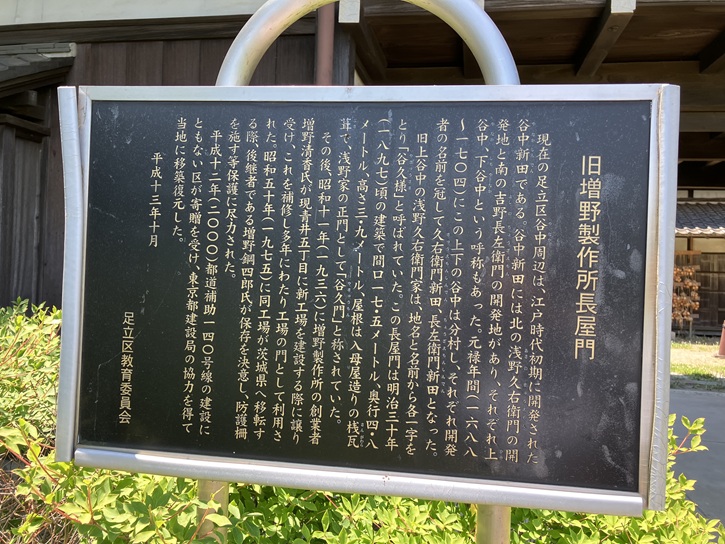 旧増野製作所長屋門
現在の足立区谷中周辺は、江戸時代初期に開発された
谷中新田である。谷中新田には北の浅野久右衛門の開
発地と南の吉野長左衛門の開発地があり、それぞれ上
谷中、下谷中という呼称もあった。元禄年間(一六八八
〜一七〇四)にこの上下の谷中は分村し、それぞれ開発
者の名前を冠して久右衛門新田、長左衛門新田となった。
旧上谷中の浅野久右衛門家は、地名と名前から各一字を
とり「谷久様」と呼ばれていた。この長屋門は、明治三十年
(一八九七)頃の建築で間口一七・五メートル、奥行四・八
メートル、高さ三・九メートル、屋根は入母屋造りの桟瓦
葺で、浅野家の正門として「谷久門」と称されていた。
その後、昭和十一年(一九三六)に増野製作所の創業者
増野清香氏が現青井五丁目に新工場を建設する際に譲り
受け、これを補修し多年にわたり工場の門として利用さ
れた。昭和五十年(一九七五)に同工場が茨城県へ移転す
る際、後継者である増野鋼四郎氏が保存を決意し、防護柵
を施す等保護に尽力された。
平成十二年(二〇〇〇)都道補助一四〇号線の建設に
ともない区が寄贈を受け、東京都建設局の協力を得て
当地に移築復元した。
平成十三年十月
足立区教育委員会